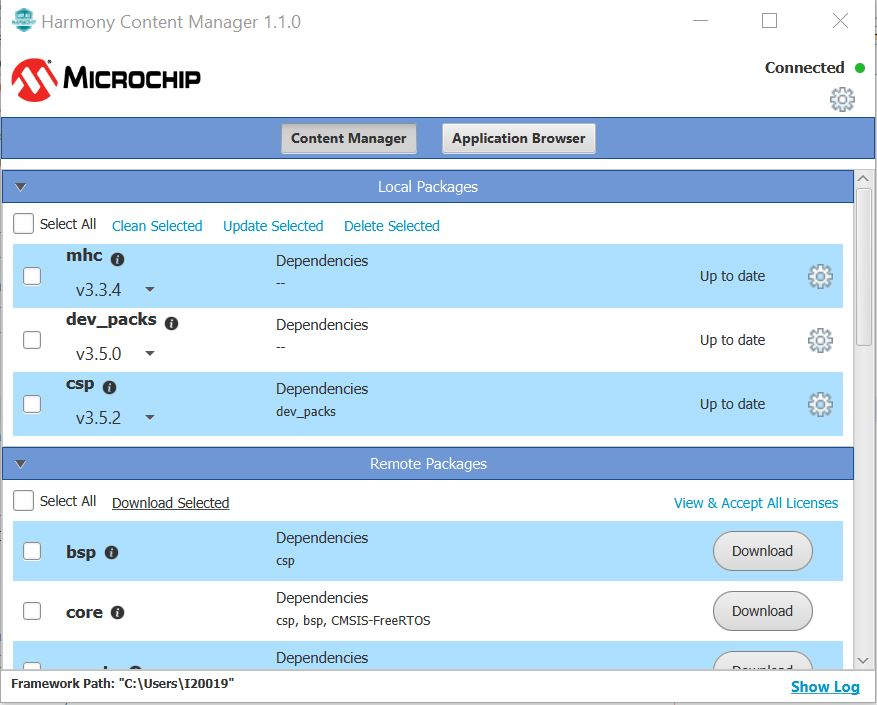 Harmony Content Manager 1.1.0
MICROCHIP
Connected
Content Manager
Application Browser
Local Packages
Select All
Clean Selected
Update Selected
Delete Selected
mhc
Dependencies
--
v3.3.4
Up to date
dev_packs
Dependencies
--
v3.5.0
Up to date
csp
Dependencies
dev_packs
v3.5.2
Up to date
Remote Packages
Select All
Download Selected
View & Accept All Licenses
bsp
Dependencies
csp
Download
core
Dependencies
csp, bsp, CMSIS-FreeRTOS
Download
Dependencies
Download
Framework Path: "C:\Users\I20019"
Show Log